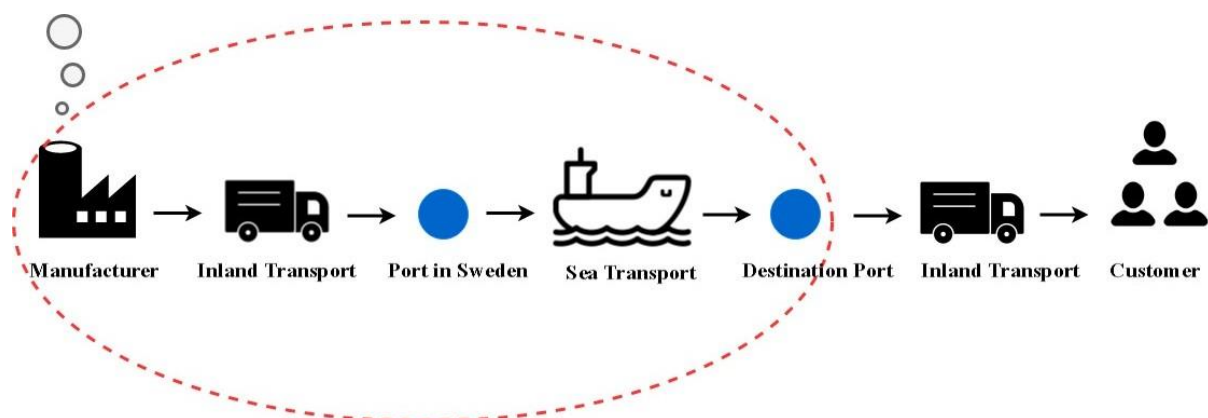 Manufacturer
Inland Transport
Port in Sweden
Sea Transport
Destination Port
Inland Transport
Customer